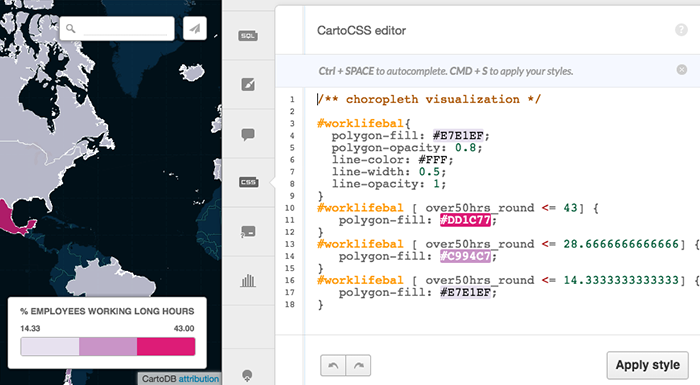 SQL
CSS
% EMPLOYEES WORKING LONG HOURS
14.33 43.00
CartoDB attribution
CartoCSS editor
?
Ctrl + SPACE to autocomplete. CMD + S to apply your styles.
1 /** choropleth visualization */
2
3 #worklifebal{
4 polygon-fill: #E7E1EF;
5 polygon-opacity: 0.8;
6 line-color: #FFF;
7 line-width: 0.5;
8 line-opacity: 1;
9 }
10 #worklifebal [ over50hrs_round <= 43] {
11 polygon-fill: #DD1C77;
12 }
13 #worklifebal [ over50hrs_round <= 28.6666666666666] {
14 polygon-fill: #C994C7;
15 }
16 #worklifebal [ over50hrs_round <= 14.3333333333333] {
17 polygon-fill: #E7E1EF;
18 }
Apply style